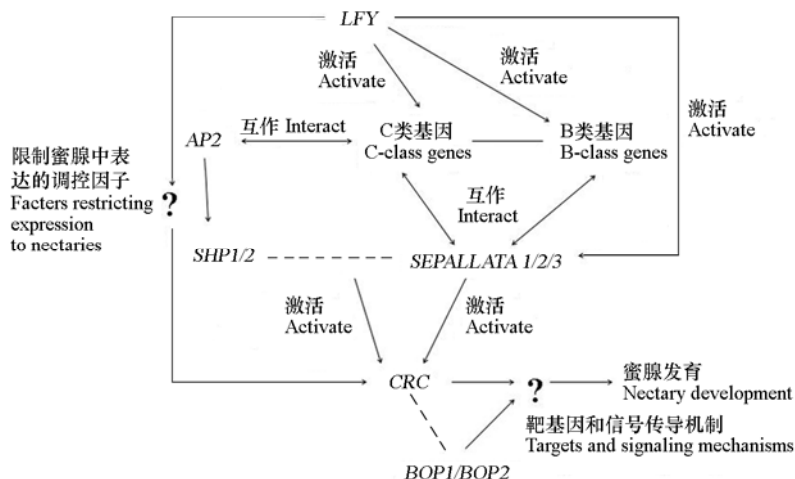 LFY
激活
Activate
激活
Activate
激活
Activate
AP2
互作 Interact
C类基因
C-class genes
B类基因
B-class genes
限制蜜腺中表
达的调控因子
Factors restricting
expression
to nectaries
?
互作
Interact
SHP1/2
SEPALLATA 1/2/3
激活
Activate
激活
Activate
CRC
?
蜜腺发育
Nectary development
靶基因和信号传导机制
Targets and signaling mechanisms
BOP1/BOP2